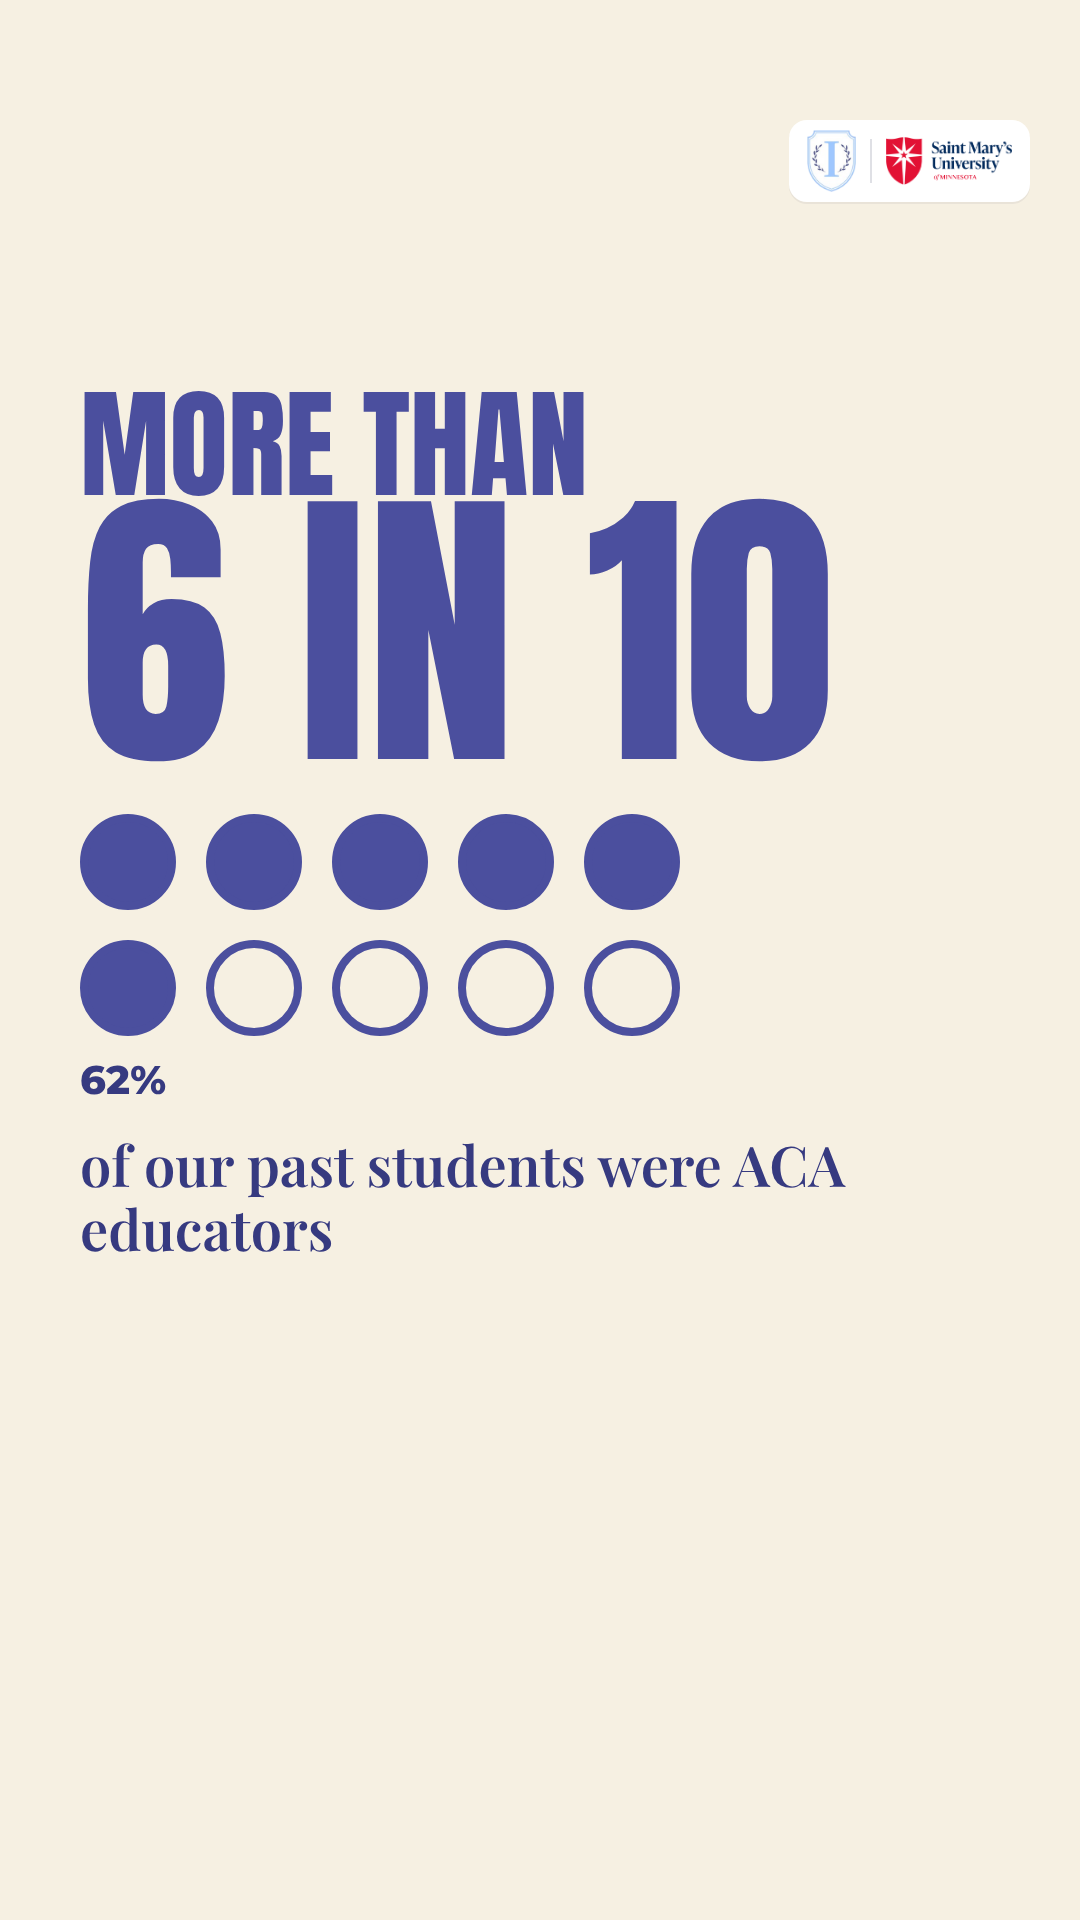 I
Saint Mary's
University
of MINNESOTA
MORE THAN
6 IN 10
62%
of our past students were ACA
educators